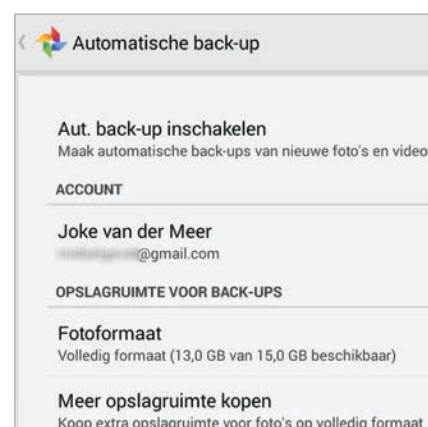 Automatische back-up
Aut. back-up inschakelen
Maak automatische back-ups van nieuwe foto's en video
ACCOUNT
Joke van der Meer
@gmail.com
OPSLAGRUIMTE VOOR BACK-UPS
Fotoformaat
Volledig formaat (13,0 GB van 15,0 GB beschikbaar)
Meer opslagruimte kopen
Koop extra opslagruimte voor foto's op volledig formaat